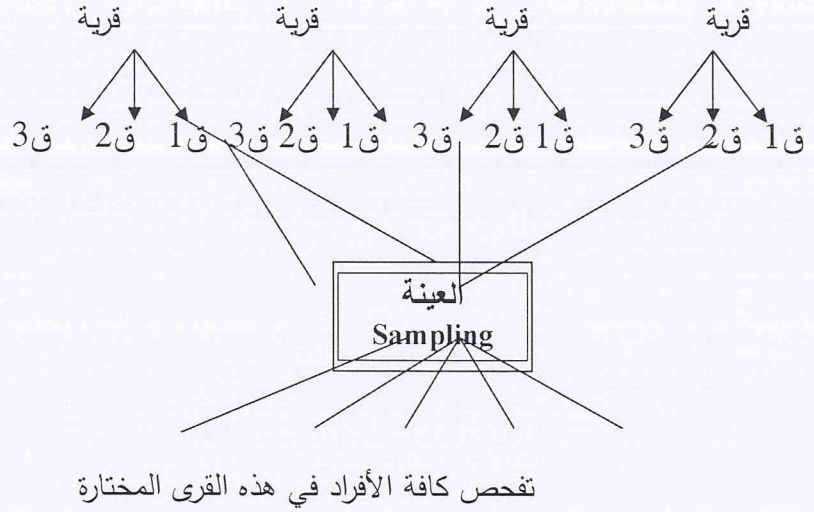 قرية قرية قرية قرية
ق1 ق2 ق3 ق1 ق2 ق3 ق1 ق2 ق3 ق1 ق2 ق3
العينة
Sampling
تفحص كافة الأفراد في هذه القرى المختارة